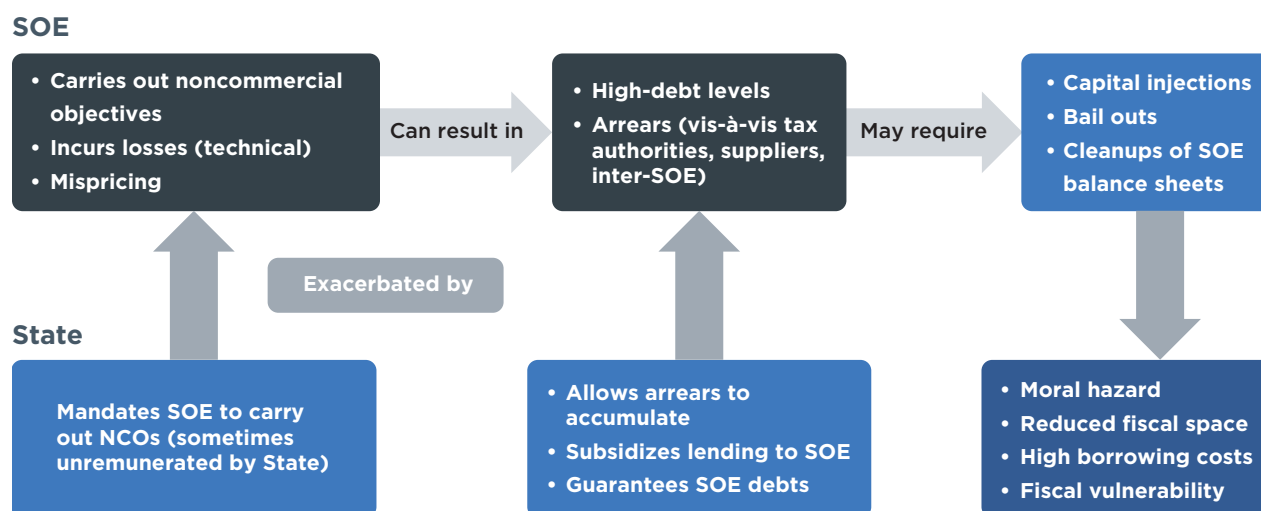 SOE
• Carries out noncommercial
objectives
• Incurs losses (technical)
• Mispricing
Can result in
• High-debt levels
• Arrears (vis-à-vis tax
authorities, suppliers,
inter-SOE)
May require
• Capital injections
• Bail outs
• Cleanups of SOE
balance sheets
Exacerbated by
State
Mandates SOE to carry
out NCOs (sometimes
unremunerated by State)
• Allows arrears to
accumulate
• Subsidizes lending to SOE
• Guarantees SOE debts
• Moral hazard
• Reduced fiscal space
• High borrowing costs
• Fiscal vulnerability